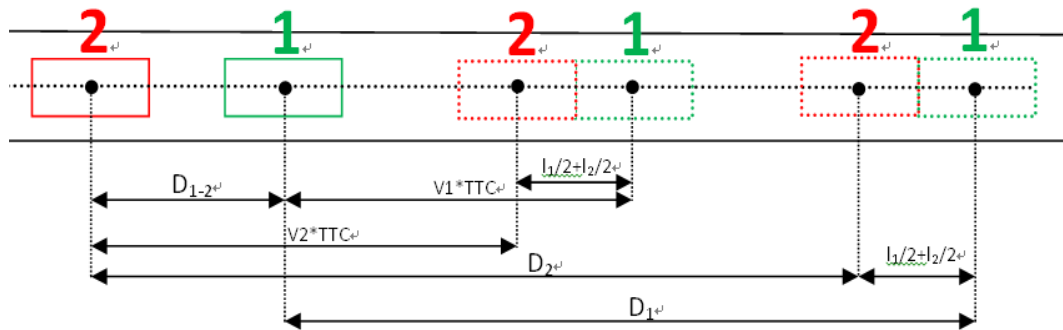 2 1 2 1 2 1
l₁/2+l₂/2
D₁₋₂ V1*TTC
V2*TTC
l₁/2+l₂/2
D₂
D₁